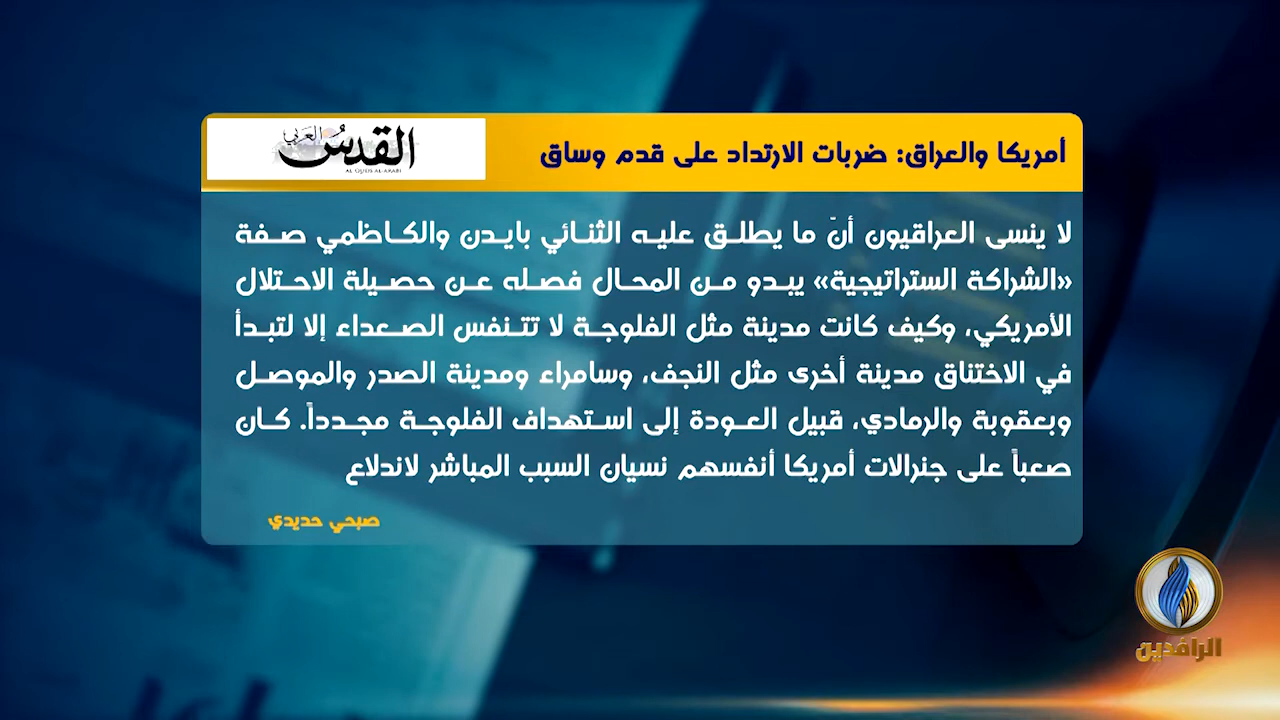 أمريكا والعراق: ضربات الارتداد على قدم وساق
القدس العربي
AL QUDS AL-ARABI
لا ينسى العراقيون أنّ ما يطلق عليه الثنائي بايدن والكاظمي صفة
«الشراكة الستراتيجية» يبدو من المحال فصله عن حصيلة الاحتلال
الأمريكي، وكيف كانت مدينة مثل الفلوجة لا تتنفس الصعداء إلا لتبدأ
في الاختناق مدينة أخرى مثل النجف، وسامراء ومدينة الصدر والموصل
وبعقوبة والرمادي، قبيل العودة إلى استهداف الفلوجة مجدداً. كان
صعباً على جنرالات أمريكا أنفسهم نسيان السبب المباشر لاندلاع
صبحي حديدي
الرافدين